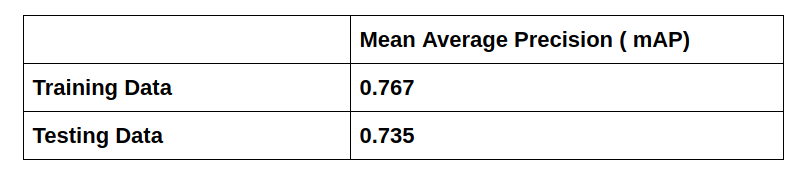 Mean Average Precision ( mAP)
Training Data 0.767
Testing Data 0.735